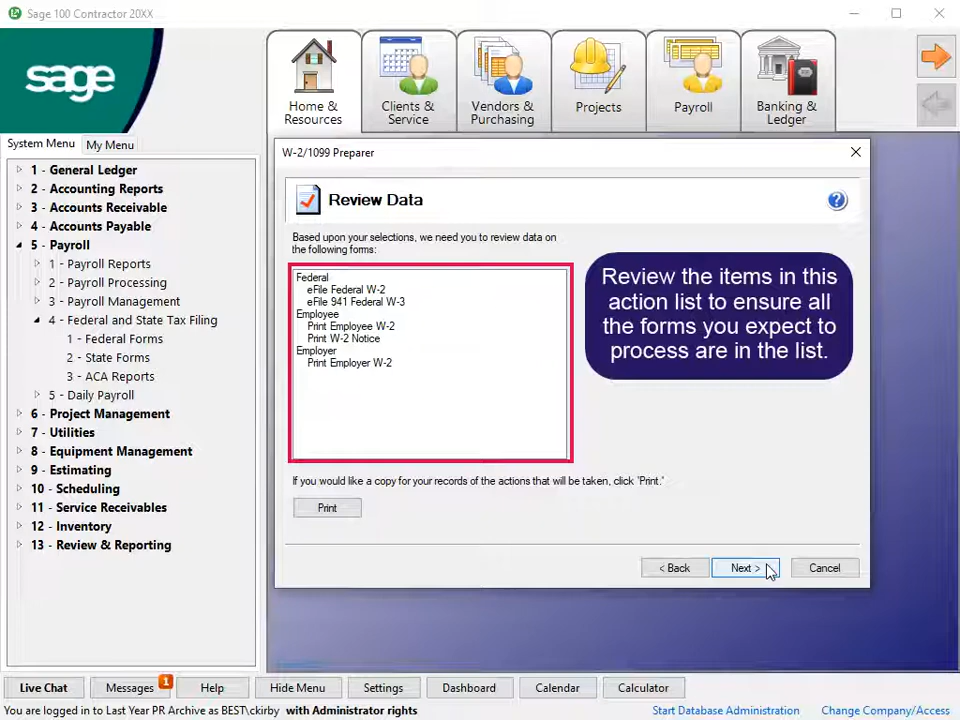 Sage 100 Contractor 20XX
sage
Home &
Resources
Clients &
Service
Vendors &
Purchasing
Projects
Payroll
Banking &
Ledger
System Menu
My Menu
1 - General Ledger
2 - Accounting Reports
3 - Accounts Receivable
4 - Accounts Payable
5 - Payroll
1 - Payroll Reports
2 - Payroll Processing
3 - Payroll Management
4 - Federal and State Tax Filing
1 - Federal Forms
2 - State Forms
3 - ACA Reports
5 - Daily Payroll
6 - Project Management
7 - Utilities
8 - Equipment Management
9 - Estimating
10 - Scheduling
11 - Service Receivables
12 - Inventory
13 - Review & Reporting
W-2/1099 Preparer
Review Data
?
Based upon your selections, we need you to review data on
the following forms:
Federal
eFile Federal W-2
eFile 941 Federal W-3
Employee
Print Employee W-2
Print W-2 Notice
Employer
Print Employer W-2
Review the items in this
action list to ensure all
the forms you expect to
process are in the list.
If you would like a copy for your records of the actions that will be taken, click 'Print.'
Print
< Back
Next >
Cancel
Live Chat
Messages
1
Help
Hide Menu
Settings
Dashboard
Calendar
Calculator
You are logged in to Last Year PR Archive as BEST\ckirby with Administrator rights
Start Database Administration
Change Company/Access